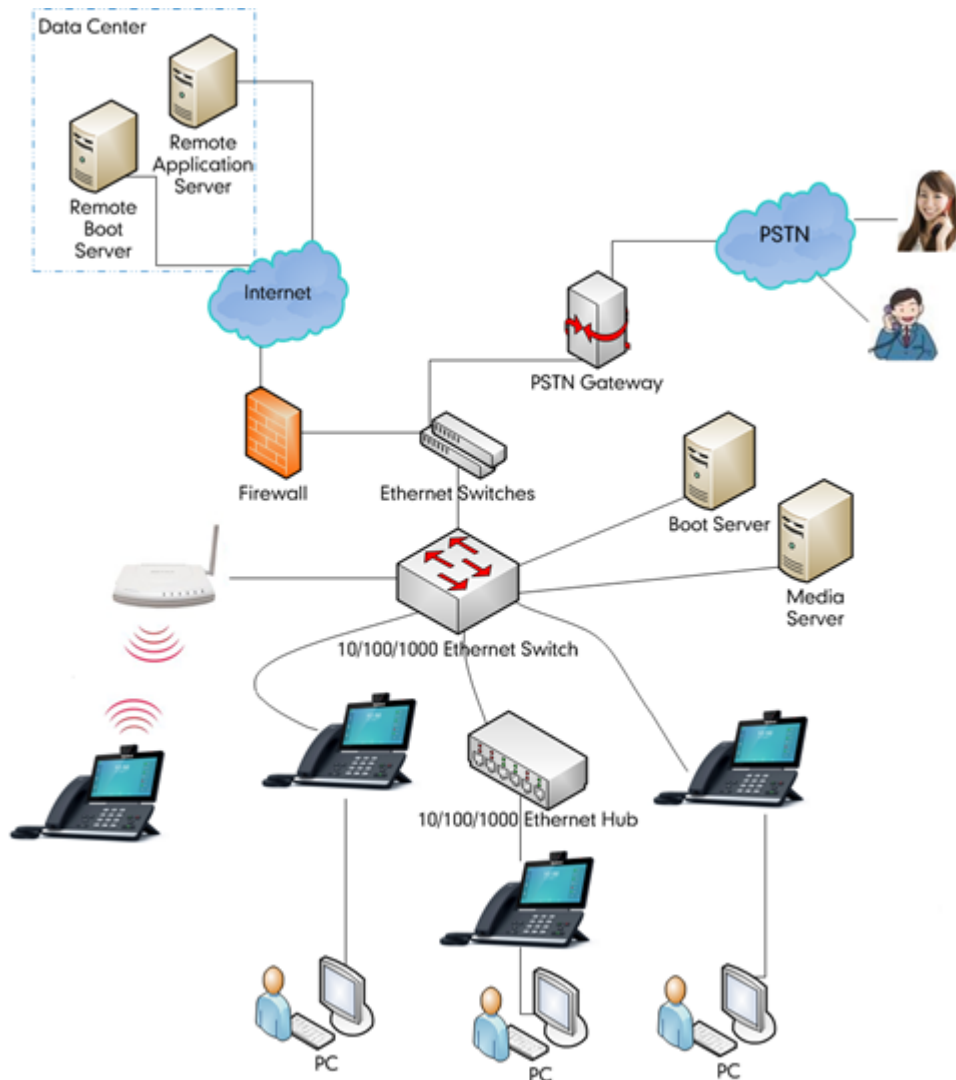 Data Center
Remote
Application
Server
Remote
Boot
Server
Internet
PSTN
PSTN Gateway
Firewall
Ethernet Switches
Boot Server
Media
Server
10/100/1000 Ethernet Switch
10/100/1000 Ethernet Hub
PC
PC
PC